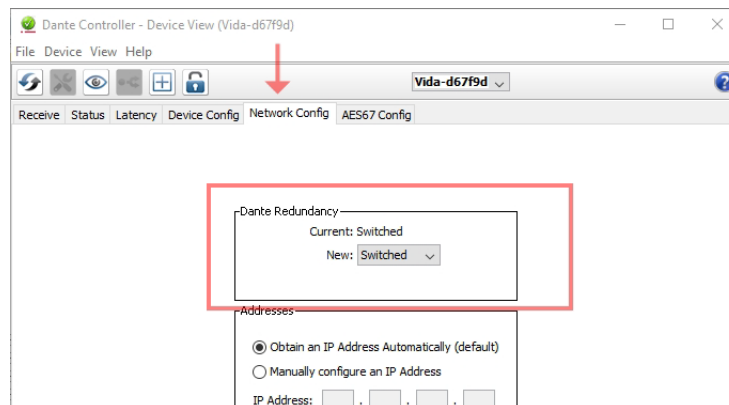 Dante Controller - Device View (Vida-d67f9d)
File Device View Help
Vida-d67f9d
?
Receive Status Latency Device Config Network Config AES67 Config
Dante Redundancy
Current: Switched
New: Switched
Addresses
Obtain an IP Address Automatically (default)
Manually configure an IP Address
IP Address: . . .